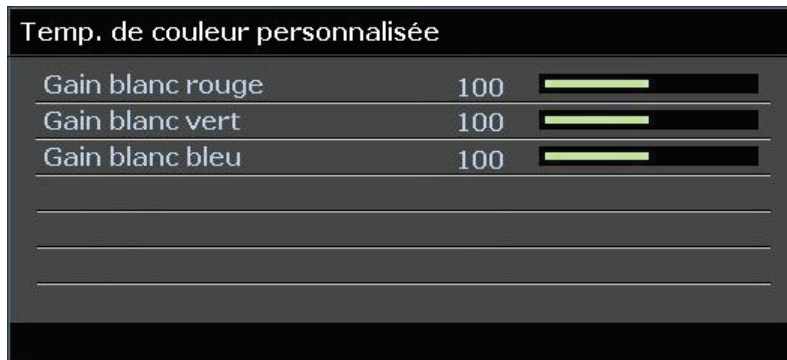 Temp. de couleur personnalisée
Gain blanc rouge 100
Gain blanc vert 100
Gain blanc bleu 100